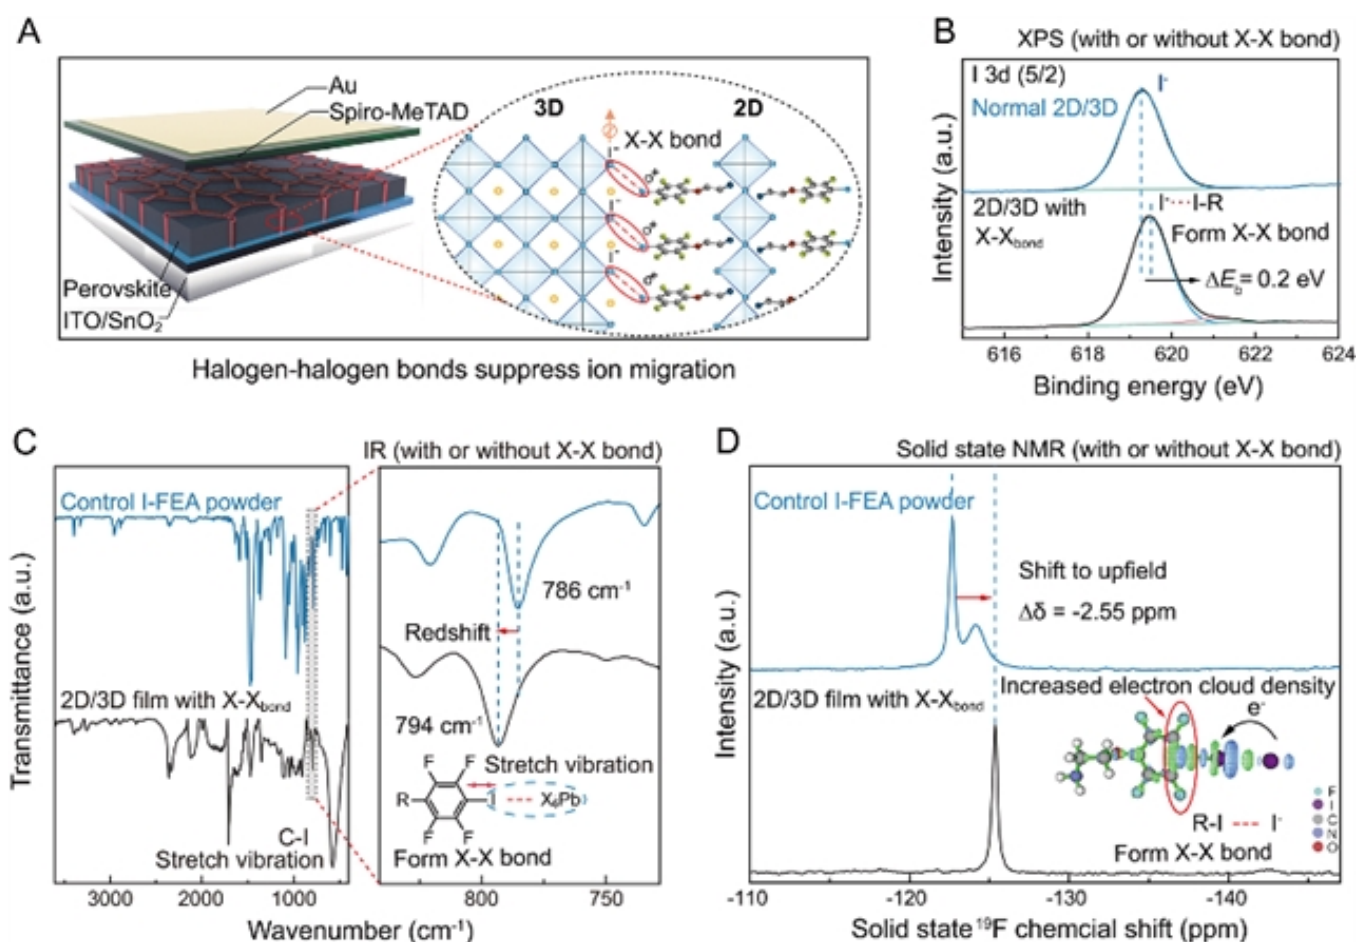 A
Au
Spiro-MeTAD
3D
2D
X-X bond
I⁻
I⁻
I⁻
Perovskite
ITO/SnO₂
Halogen-halogen bonds suppress ion migration
B
XPS (with or without X-X bond)
I 3d (5/2)
I⁻
Normal 2D/3D
I⁻ I-R
2D/3D with
X-Xbond
Form X-X bond
ΔEb = 0.2 eV
Intensity (a.u.)
616 618 620 622 624
Binding energy (eV)
C
IR (with or without X-X bond)
Control I-FEA powder
786 cm⁻¹
Redshift
2D/3D film with X-Xbond
794 cm⁻¹
Stretch vibration
F F
R I X₆Pb
F F
Form X-X bond
C-I
Stretch vibration
Transmittance (a.u.)
3000 2000 1000
800 750
Wavenumber (cm⁻¹)
D
Solid state NMR (with or without X-X bond)
Control I-FEA powder
Shift to upfield
Δδ = -2.55 ppm
Increased electron cloud density
2D/3D film with X-Xbond
e⁻
F
I
C
N
O
R-I I⁻
Form X-X bond
Intensity (a.u.)
-110 -120 -130 -140
Solid state ¹⁹F chemcial shift (ppm)